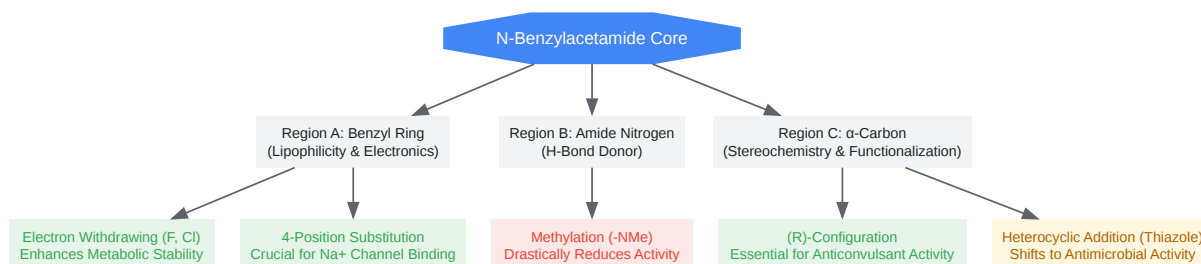 N-Benzylacetamide Core
Region A: Benzyl Ring
(Lipophilicity & Electronics)
Region B: Amide Nitrogen
(H-Bond Donor)
Region C: α-Carbon
(Stereochemistry & Functionalization)
Electron Withdrawing (F, Cl)
Enhances Metabolic Stability
4-Position Substitution
Crucial for Na+ Channel Binding
Methylation (-NMe)
Drastically Reduces Activity
(R)-Configuration
Essential for Anticonvulsant Activity
Heterocyclic Addition (Thiazole)
Shifts to Antimicrobial Activity